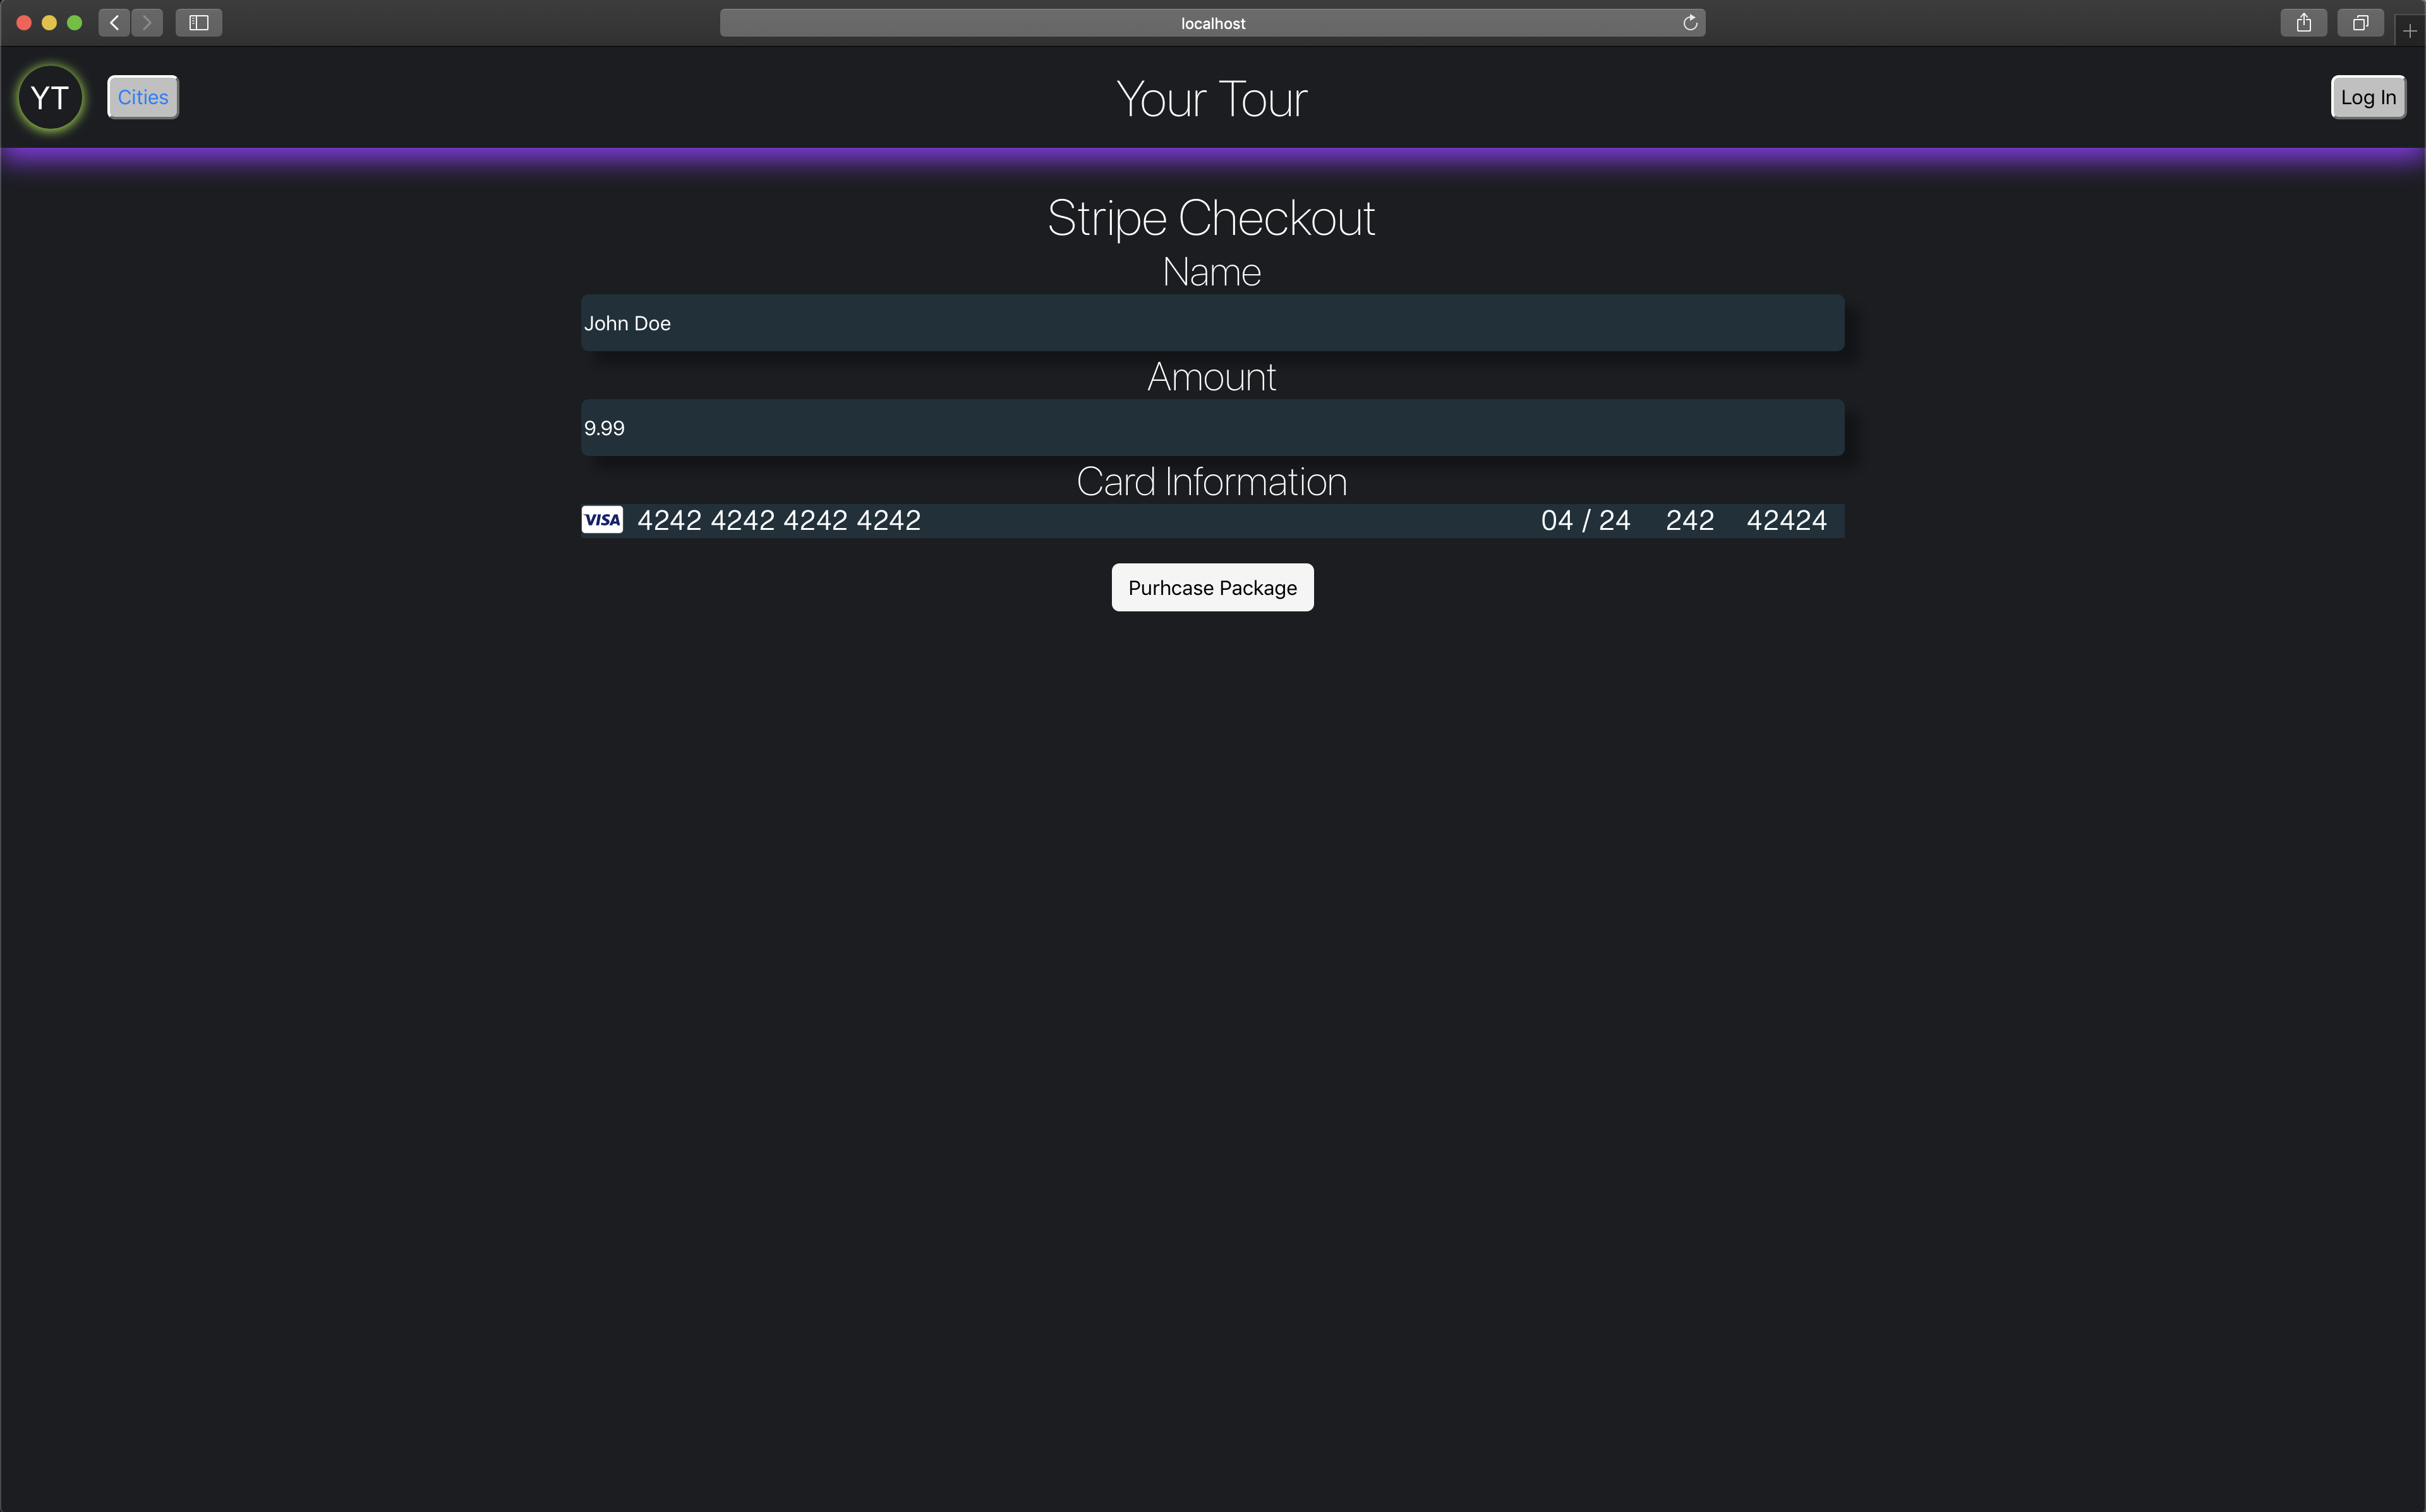 localhost
YT Cities Your Tour Log In
Stripe Checkout
Name
John Doe
Amount
9.99
Card Information
VISA 4242 4242 4242 4242 04 / 24 242 42424
Purhcase Package